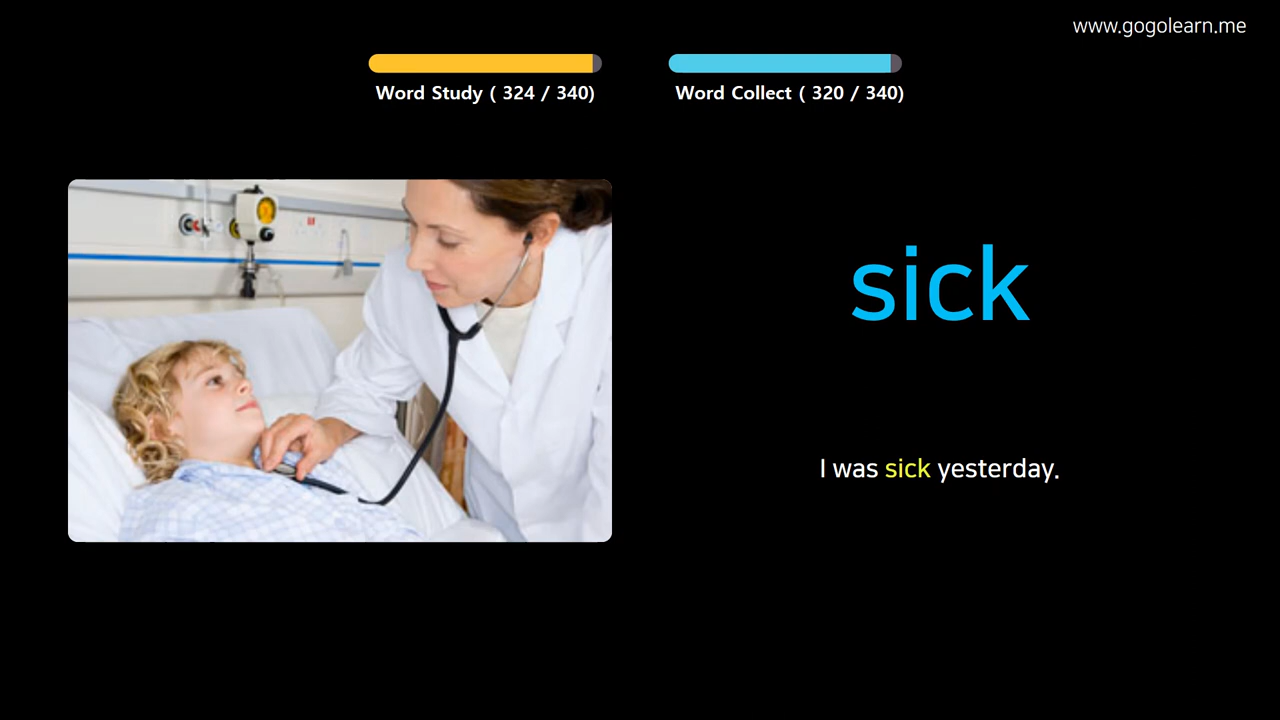 www.gogolearn.me
Word Study ( 324 / 340)
Word Collect ( 320 / 340)
sick
I was sick yesterday.